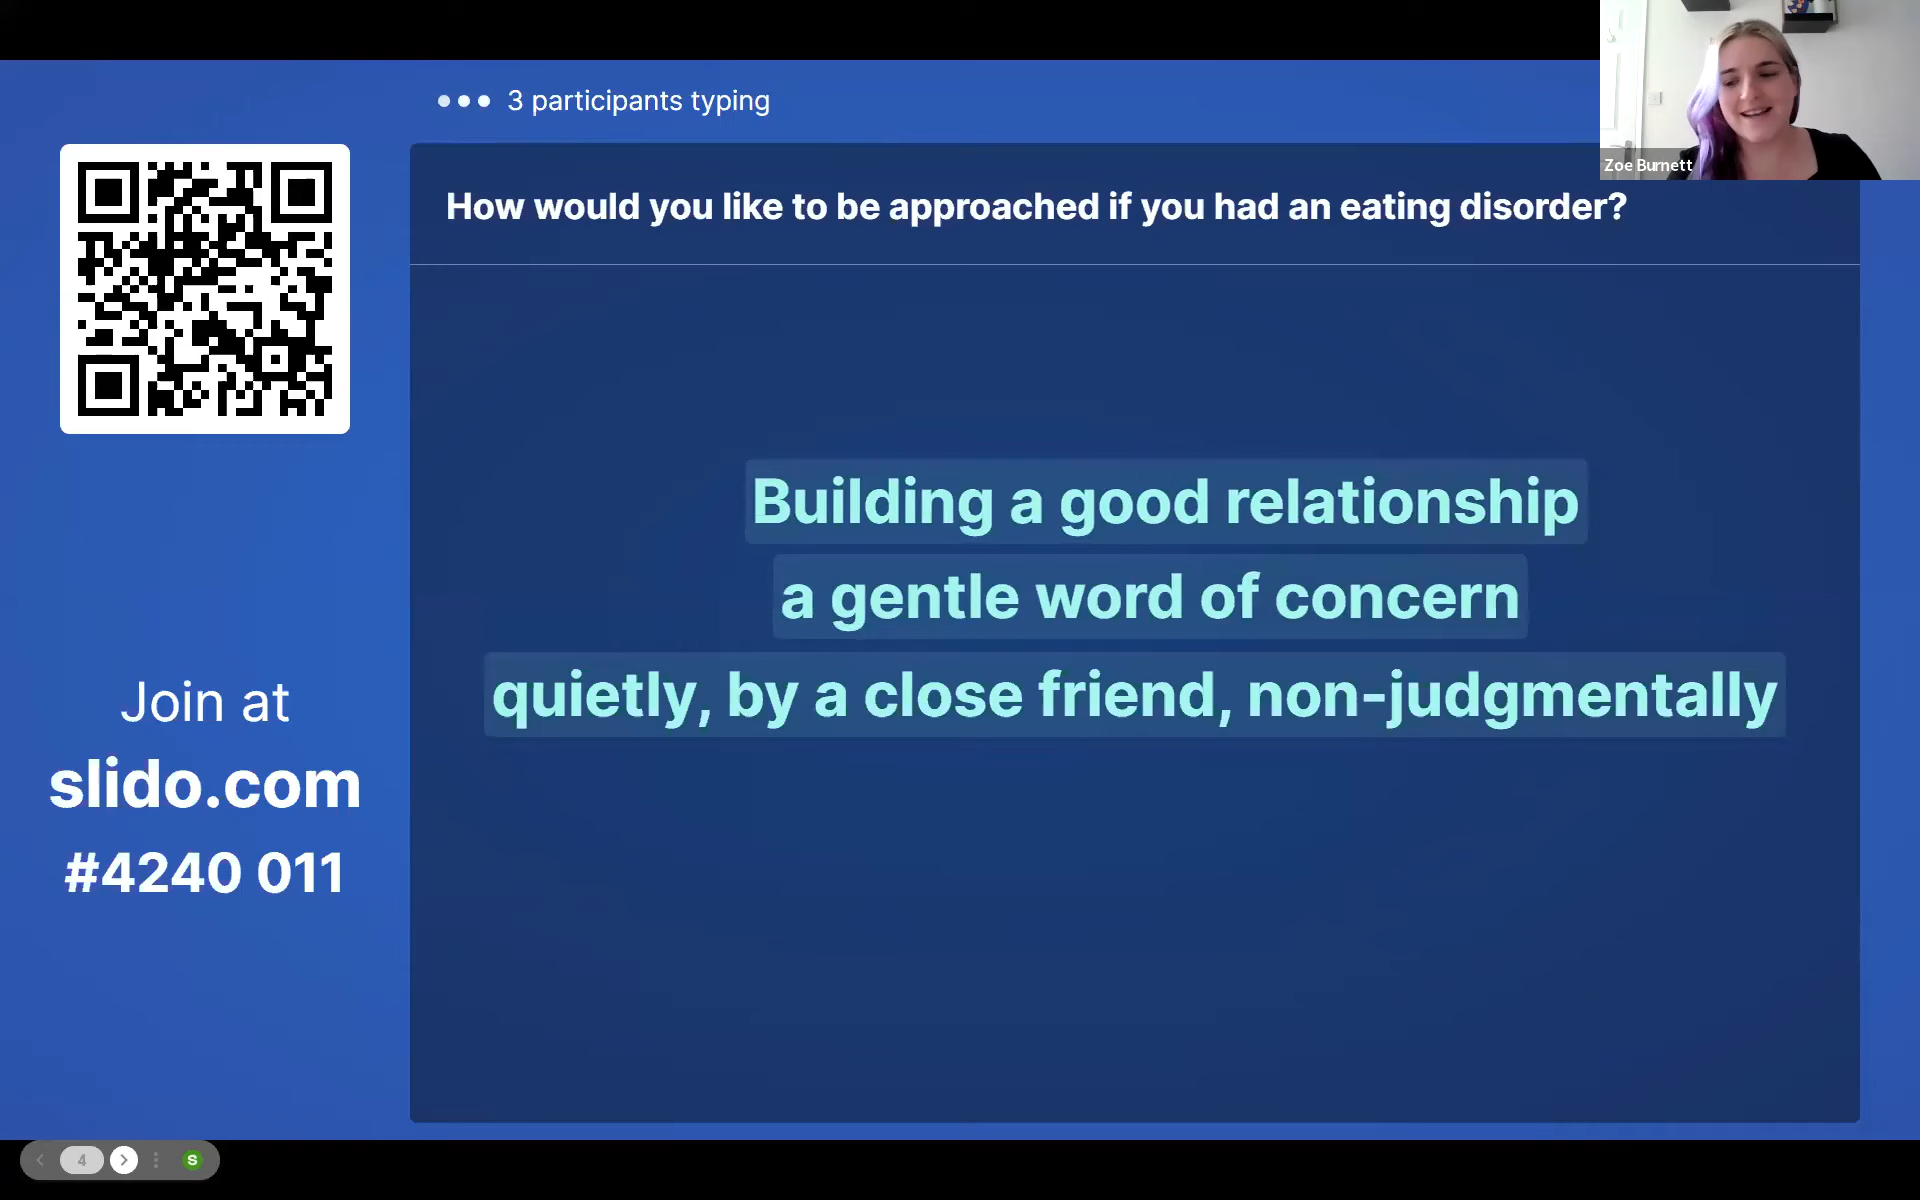 3 participants typing
Zoe Burnett
How would you like to be approached if you had an eating disorder?
Building a good relationship
a gentle word of concern
quietly, by a close friend, non-judgmentally
Join at
slido.com
#4240 011
4
S